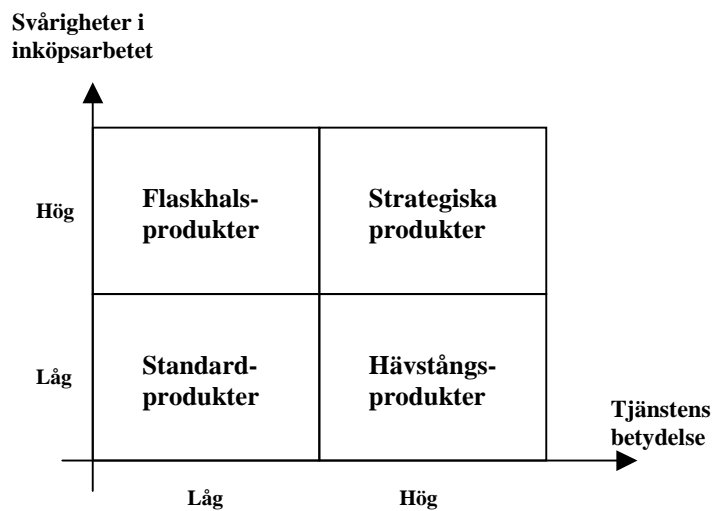 Svårigheter i
inköpsarbetet
Hög
Flaskhals-
produkter
Strategiska
produkter
Låg
Standard-
produkter
Hävstångs-
produkter
Tjänstens
betydelse
Låg
Hög